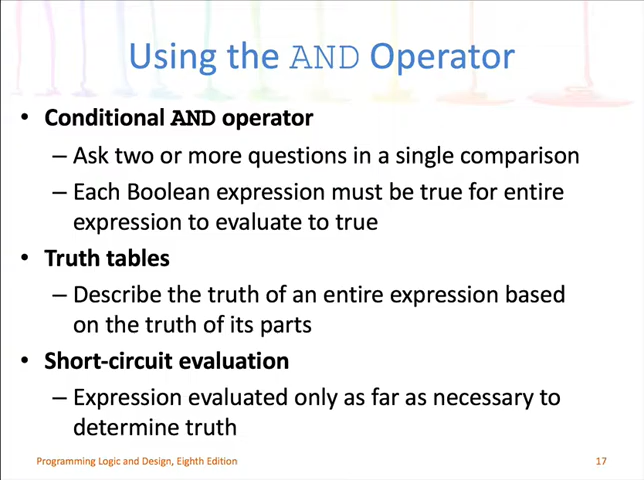 Using the AND Operator
• Conditional AND operator
– Ask two or more questions in a single comparison
– Each Boolean expression must be true for entire
expression to evaluate to true
• Truth tables
– Describe the truth of an entire expression based
on the truth of its parts
• Short-circuit evaluation
– Expression evaluated only as far as necessary to
determine truth
Programming Logic and Design, Eighth Edition
17